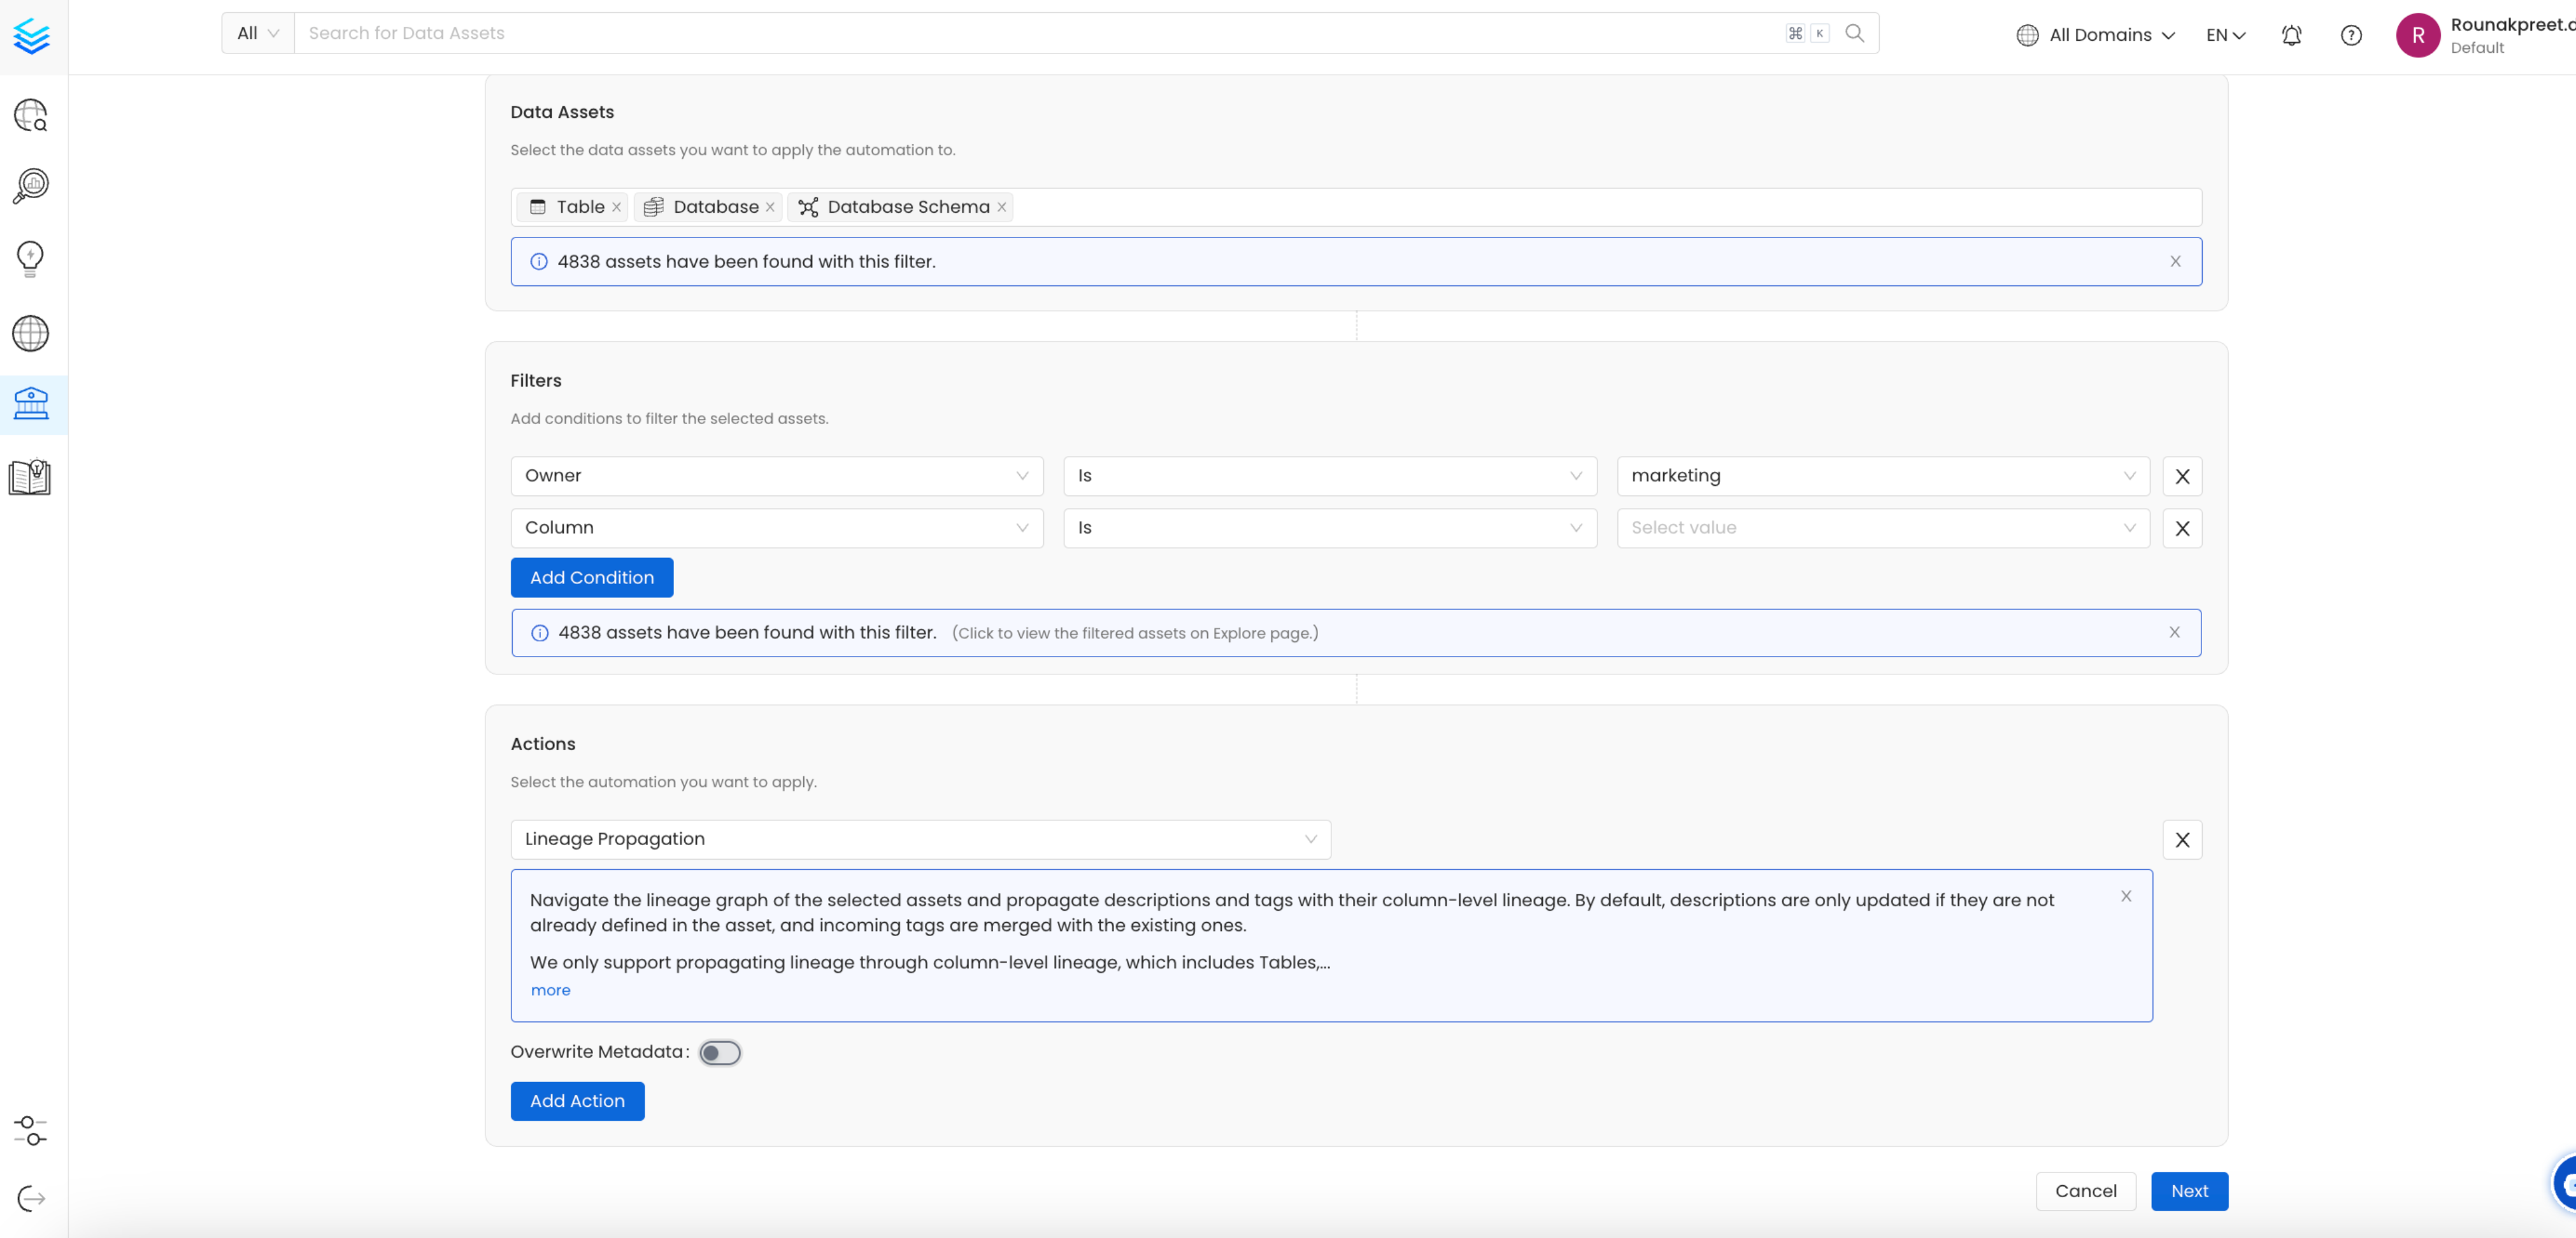 All Search for Data Assets ⌘ K All Domains EN R Rounakpreet.d
Default
Data Assets
Select the data assets you want to apply the automation to.
Table Database Database Schema
4838 assets have been found with this filter.
Filters
Add conditions to filter the selected assets.
Owner Is marketing X
Column Is Select value X
Add Condition
4838 assets have been found with this filter. (Click to view the filtered assets on Explore page.)
Actions
Select the automation you want to apply.
Lineage Propagation X
Navigate the lineage graph of the selected assets and propagate descriptions and tags with their column-level lineage. By default, descriptions are only updated if they are not
already defined in the asset, and incoming tags are merged with the existing ones.
We only support propagating lineage through column-level lineage, which includes Tables,...
more
Overwrite Metadata:
Add Action
Cancel Next